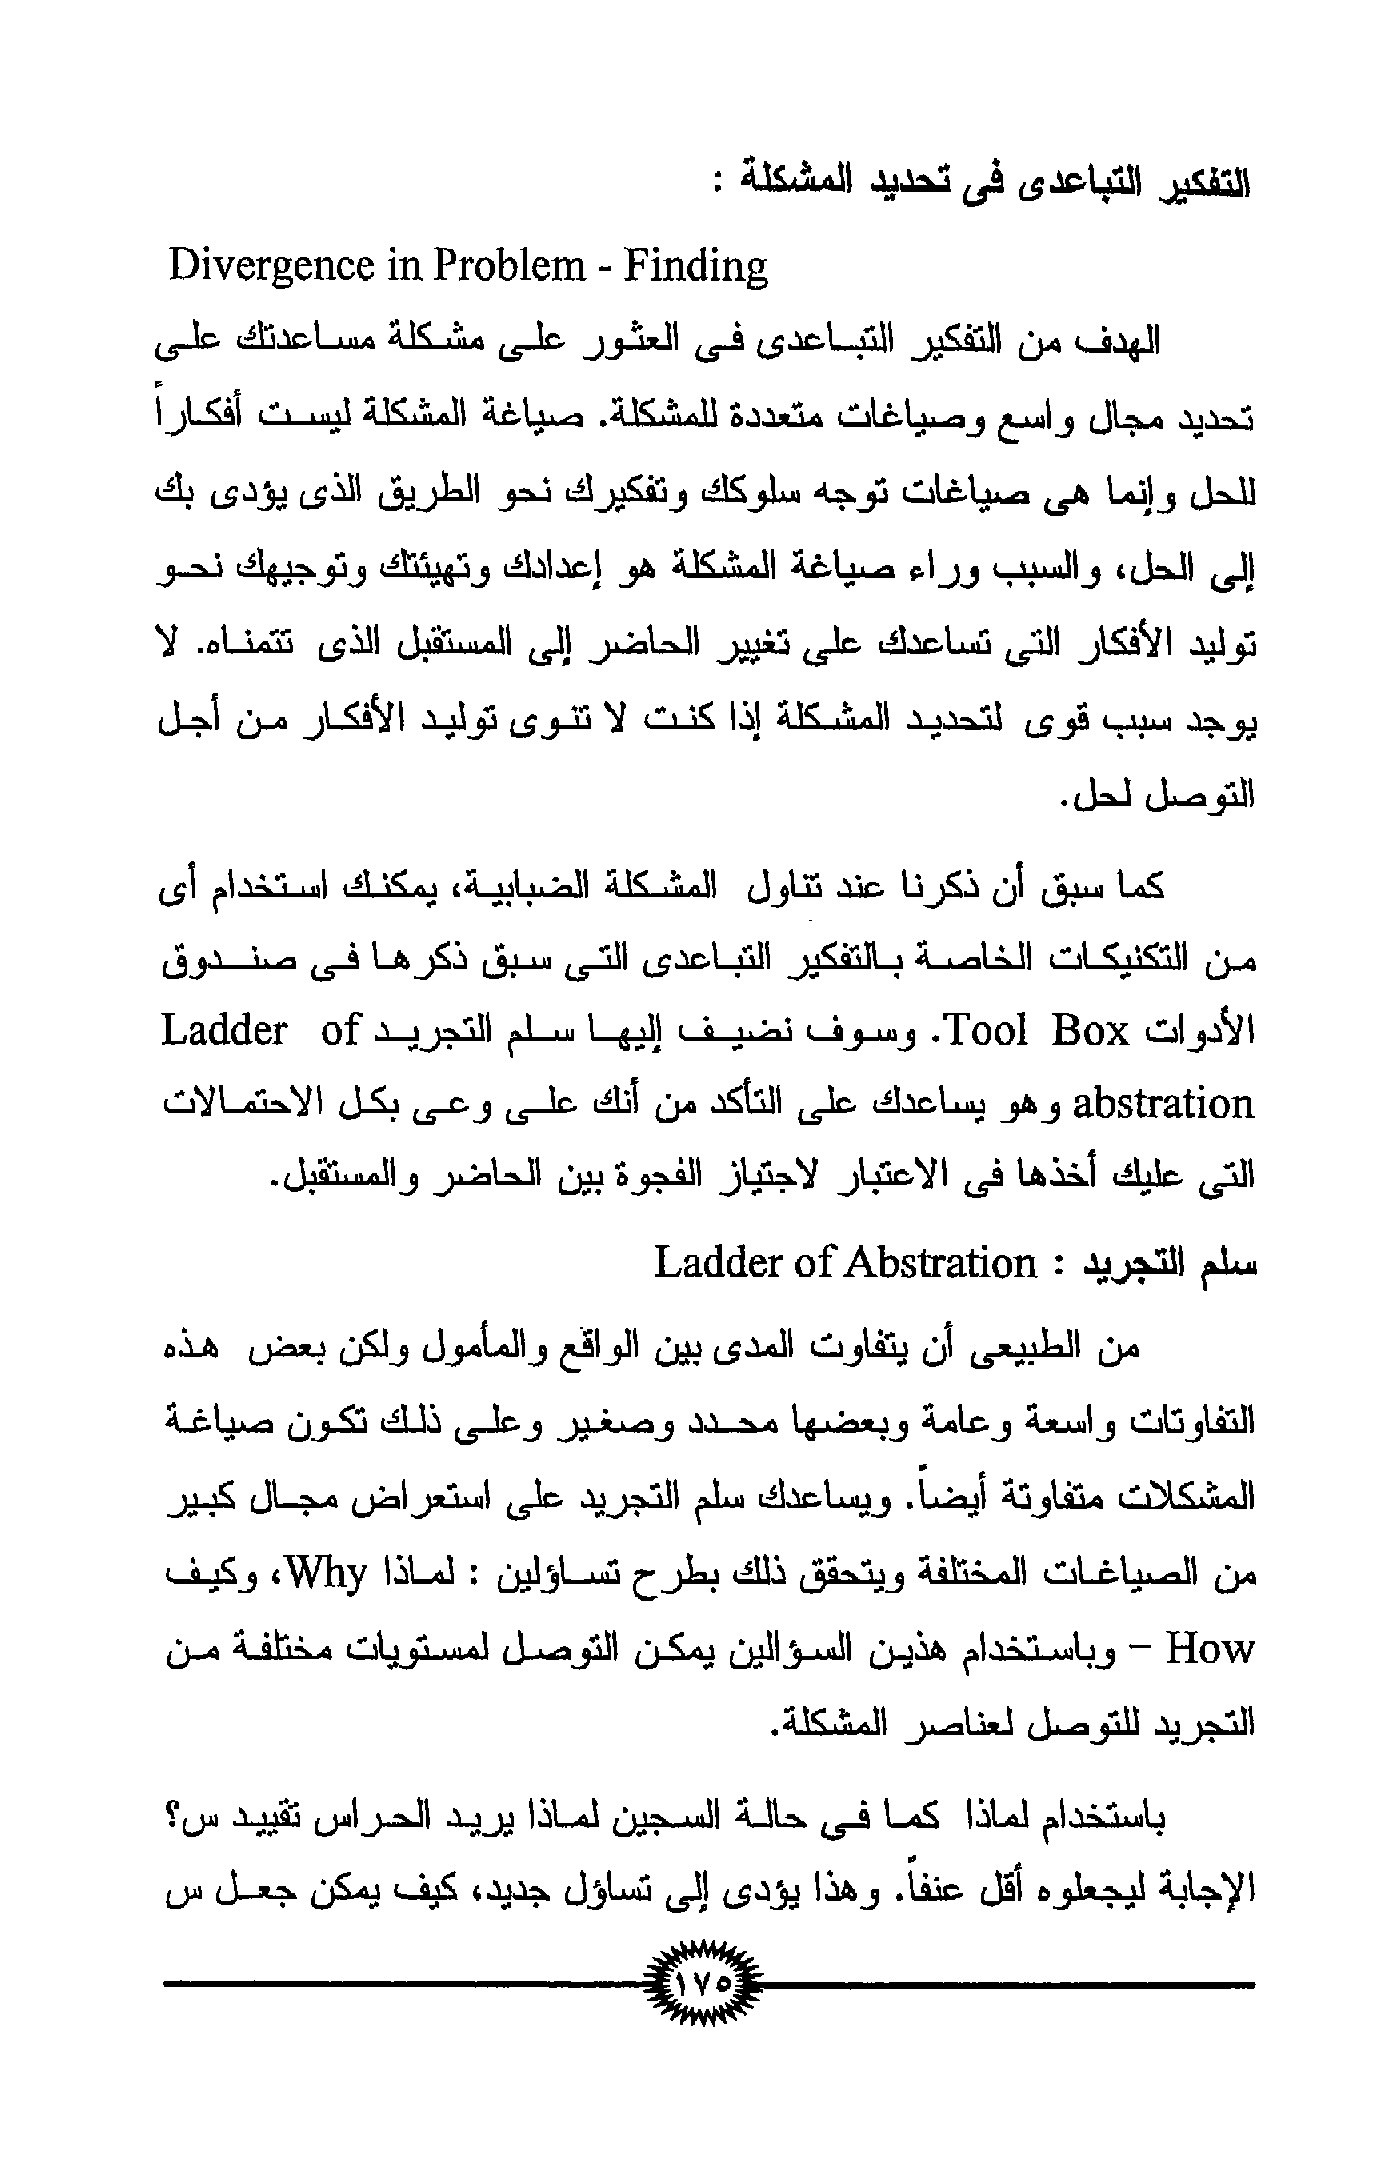 التفكير التباعدى فى تحديد المشكلة :
Divergence in Problem - Finding
الهدف من التفكير التباعدى فى العثور على مشكلة مساعدتك على
تحديد مجال واسع وصياغات متعددة للمشكلة. صياغة المشكلة ليست أفكاراً
للحل وإنما هى صياغات توجه سلوكك وتفكيرك نحو الطريق الذى يؤدى بك
إلى الحل، والسبب وراء صياغة المشكلة هو إعدادك وتهيئتك وتوجيهك نحو
توليد الأفكار التى تساعدك على تغيير الحاضر إلى المستقبل الذى تتمناه. لا
يوجد سبب قوى لتحديد المشكلة إذا كنت لا تنوى توليد الأفكار من أجل
التوصل لحل.
كما سبق أن ذكرنا عند تناول المشكلة الضبابية، يمكنك استخدام أى
من التكنيكات الخاصة بالتفكير التباعدى التى سبق ذكرها فى صندوق
الأدوات Tool Box. وسوف نضيف إليها سلم التجريد Ladder of
abstration وهو يساعدك على التأكد من أنك على وعى بكل الاحتمالات
التى عليك أخذها فى الاعتبار لاجتياز الفجوة بين الحاضر والمستقبل.
سلم التجريد : Ladder of Abstration
من الطبيعى أن يتفاوت المدى بين الواقع والمأمول ولكن بعض هذه
التفاوتات واسعة وعامة وبعضها محدد وصغير وعلى ذلك تكون صياغة
المشكلات متفاوتة أيضاً. ويساعدك سلم التجريد على استعراض مجال كبير
من الصياغات المختلفة ويتحقق ذلك بطرح تساؤلين : لماذا Why، وكيف
How – وباستخدام هذين السؤالين يمكن التوصل لمستويات مختلفة من
التجريد للتوصل لعناصر المشكلة.
باستخدام لماذا كما فى حالة السجين لماذا يريد الحراس تقييد س؟
الإجابة ليجعلوه أقل عنفاً. وهذا يؤدى إلى تساؤل جديد، كيف يمكن جعل س
١٧٥